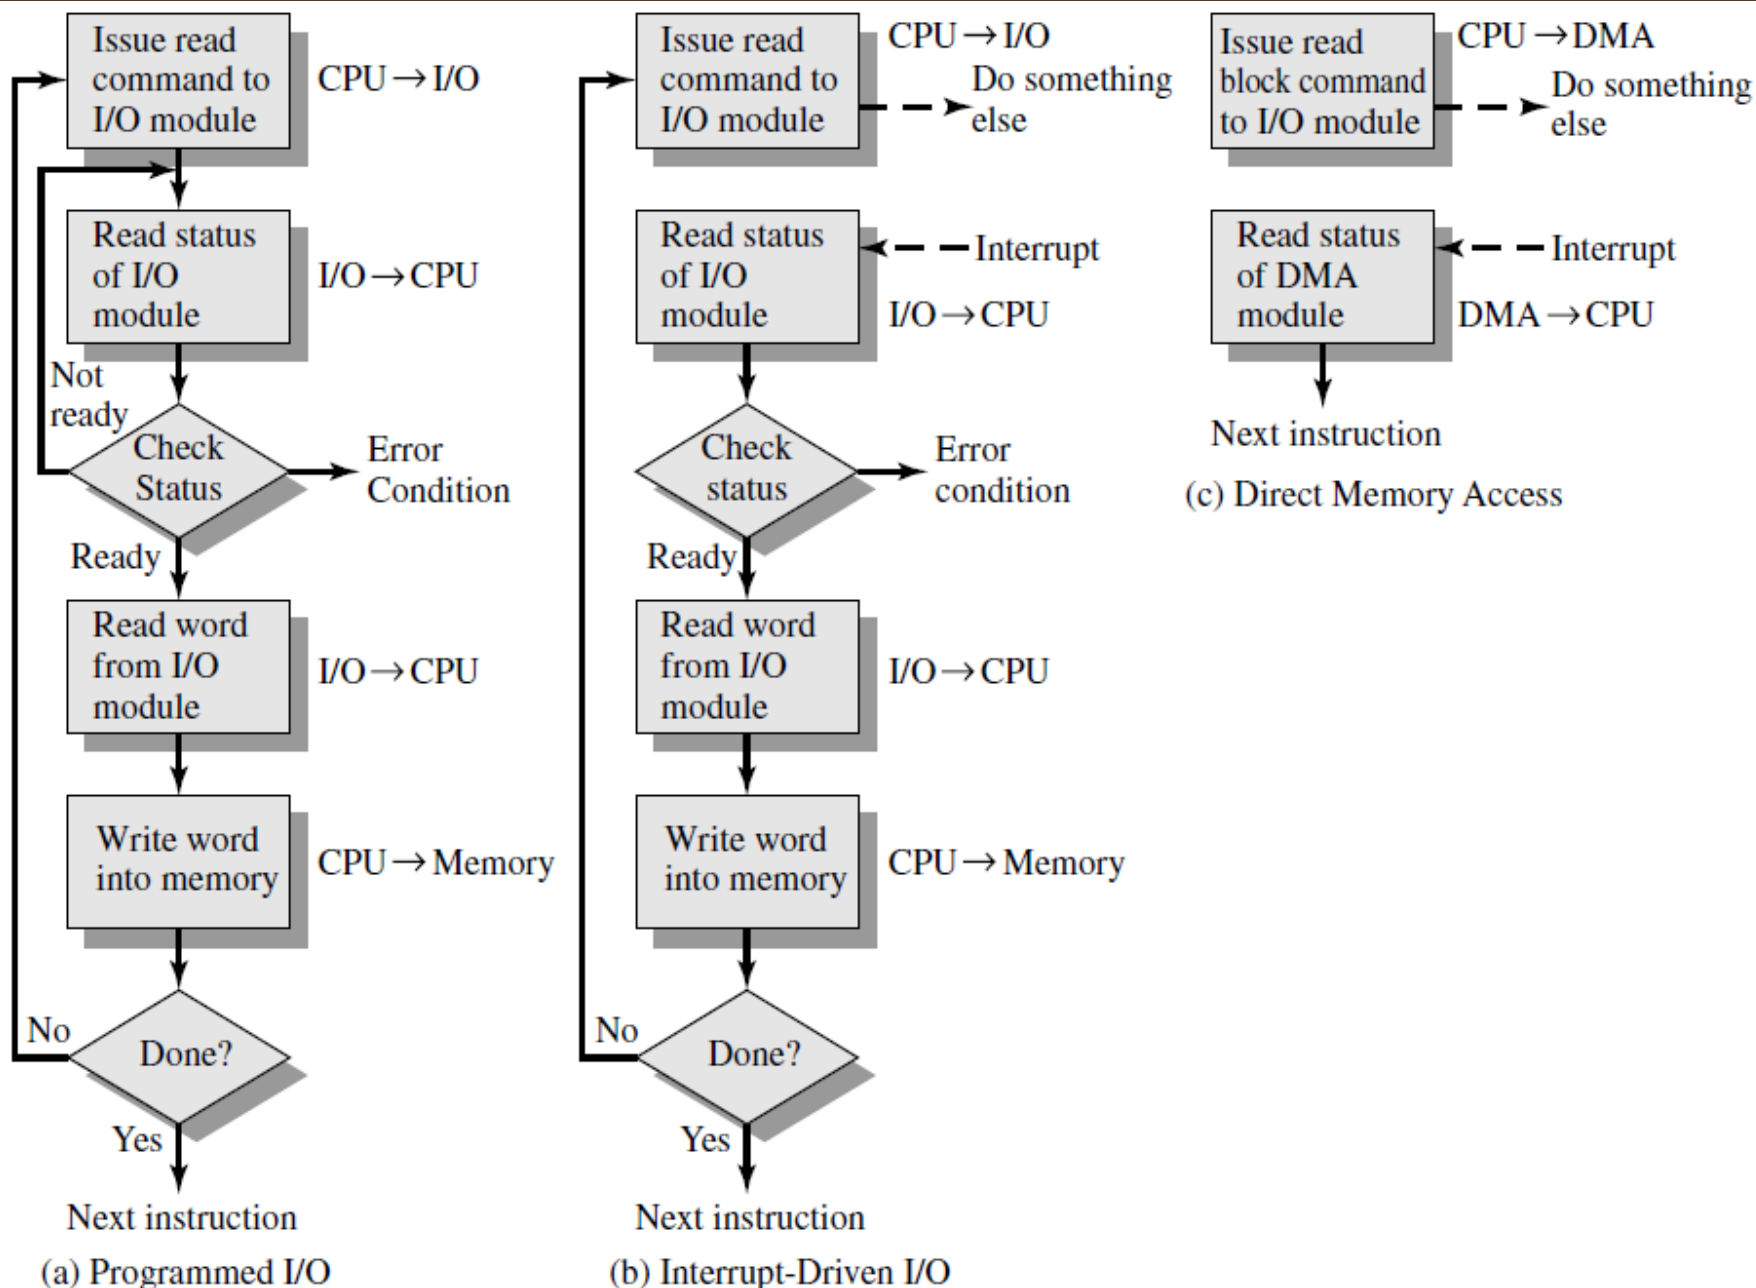 Issue read
command to
I/O module
CPU → I/O
Read status
of I/O
module
I/O → CPU
Not
ready
Check
Status
Error
Condition
Ready
Read word
from I/O
module
I/O → CPU
Write word
into memory
CPU → Memory
No
Done?
Yes
Next instruction
(a) Programmed I/O
Issue read
command to
I/O module
CPU → I/O
Do something
else
Read status
of I/O
module
Interrupt
I/O → CPU
Check
status
Error
condition
Ready
Read word
from I/O
module
I/O → CPU
Write word
into memory
CPU → Memory
No
Done?
Yes
Next instruction
(b) Interrupt-Driven I/O
Issue read
block command
to I/O module
CPU → DMA
Do something
else
Read status
of DMA
module
Interrupt
DMA → CPU
Next instruction
(c) Direct Memory Access